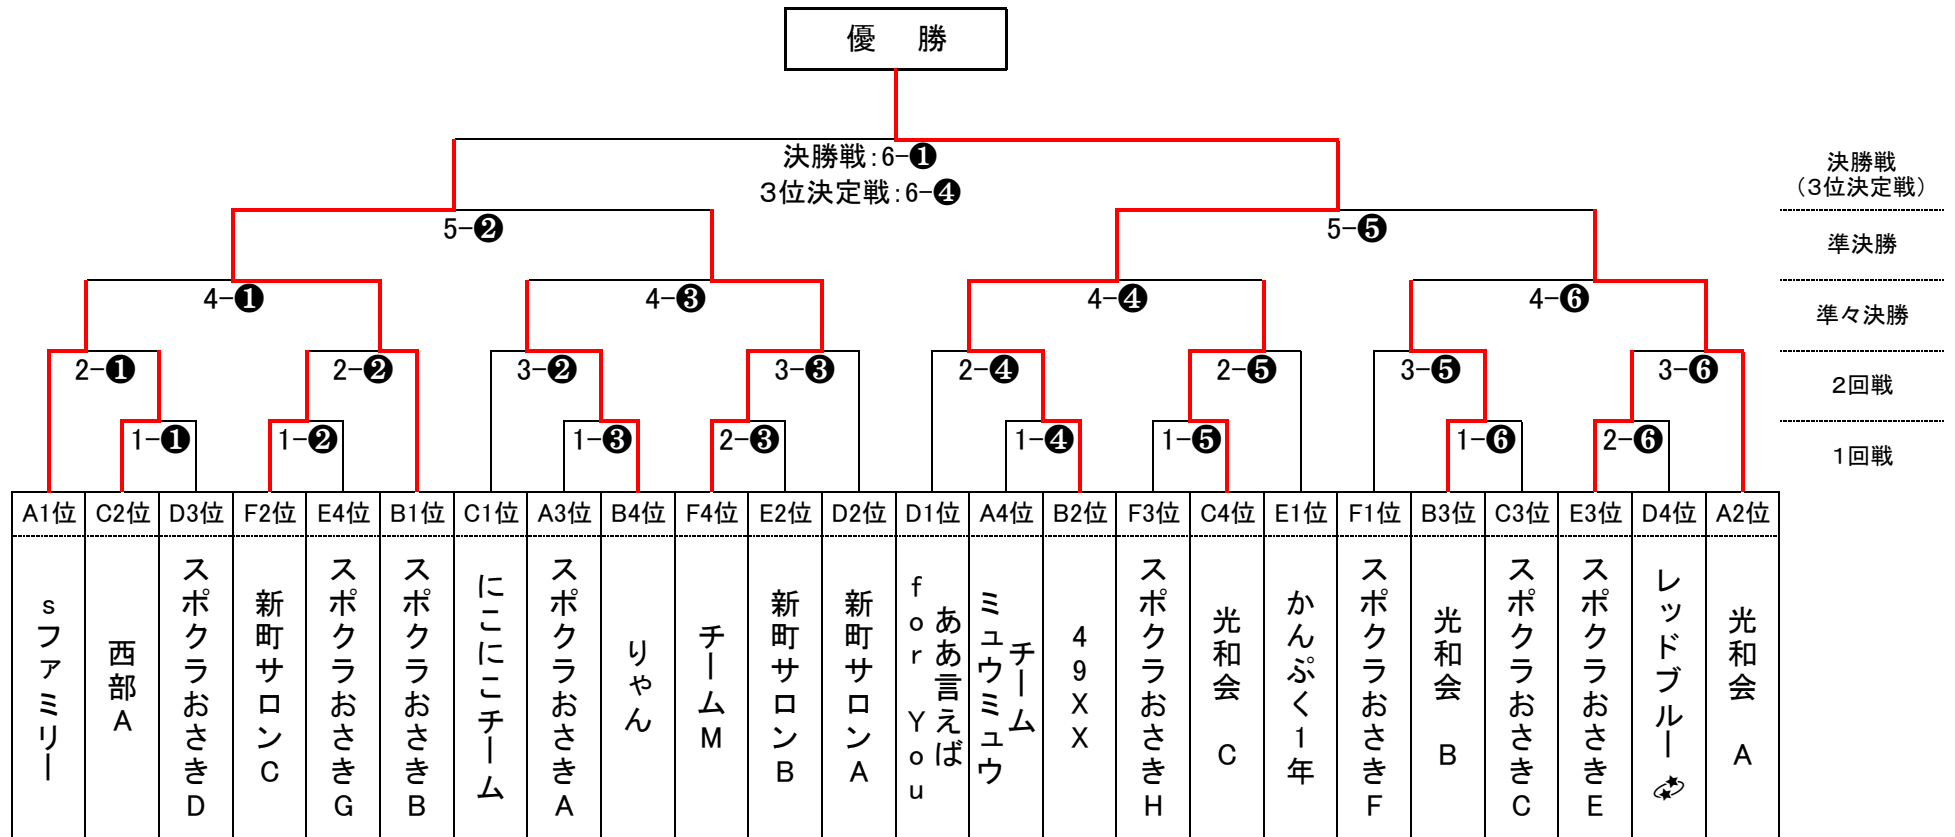 優　勝
決勝戦:6-❶
3位決定戦:6-❹
決勝戦
（3位決定戦）
5-❷
5-❺
準決勝
4-❶
4-❸
4-❹
4-❻
準々決勝
2-❶
2-❷
3-❷
3-❸
2-❹
2-❺
3-❺
3-❻
2回戦
1-❶
1-❷
1-❸
2-❸
1-❹
1-❺
1-❻
2-❻
1回戦
A1位
C2位
D3位
F2位
E4位
B1位
C1位
A3位
B4位
F4位
E2位
D2位
D1位
A4位
B2位
F3位
C4位
E1位
F1位
B3位
C3位
E3位
D4位
A2位
sファミリー
西部A
スポクラおさきD
新町サロンC
スポクラおさきG
スポクラおさきB
にこにこチーム
スポクラおさきA
りゃん
チームM
新町サロンB
新町サロンA
ああ言えば
for You
チーム
ミュウミュウ
49XX
スポクラおさきH
光和会　C
かんぷく1年
スポクラおさきF
光和会　B
スポクラおさきC
スポクラおさきE
レッドブルー💫
光和会　A